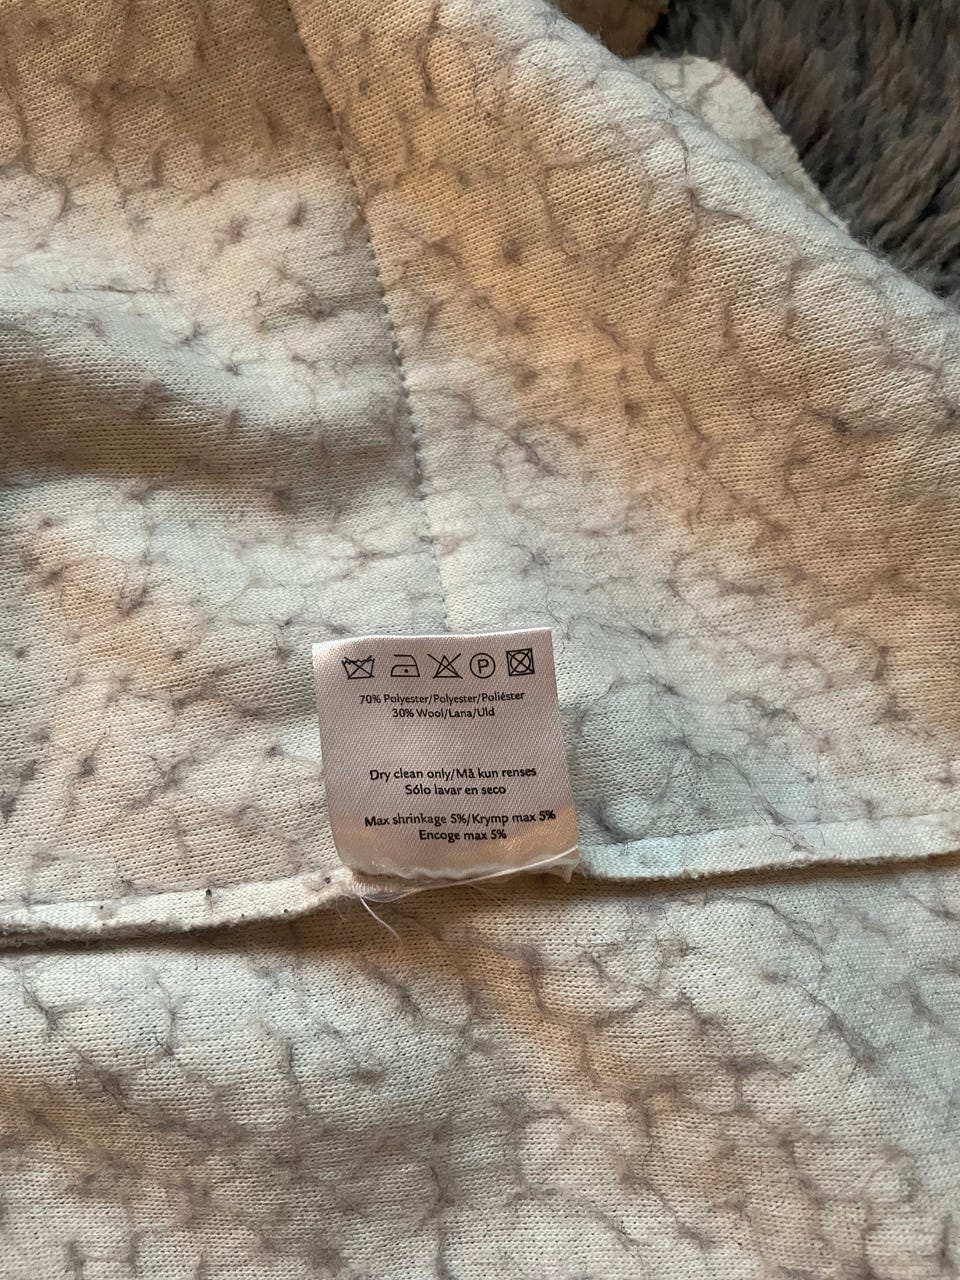 P
70% Polyester/Polyester/Poliéster
30% Wool/Lana/Uld
Dry clean only/Må kun renses
Sólo lavar en seco
Max shrinkage 5%/Krymp max 5%
Encoge max 5%